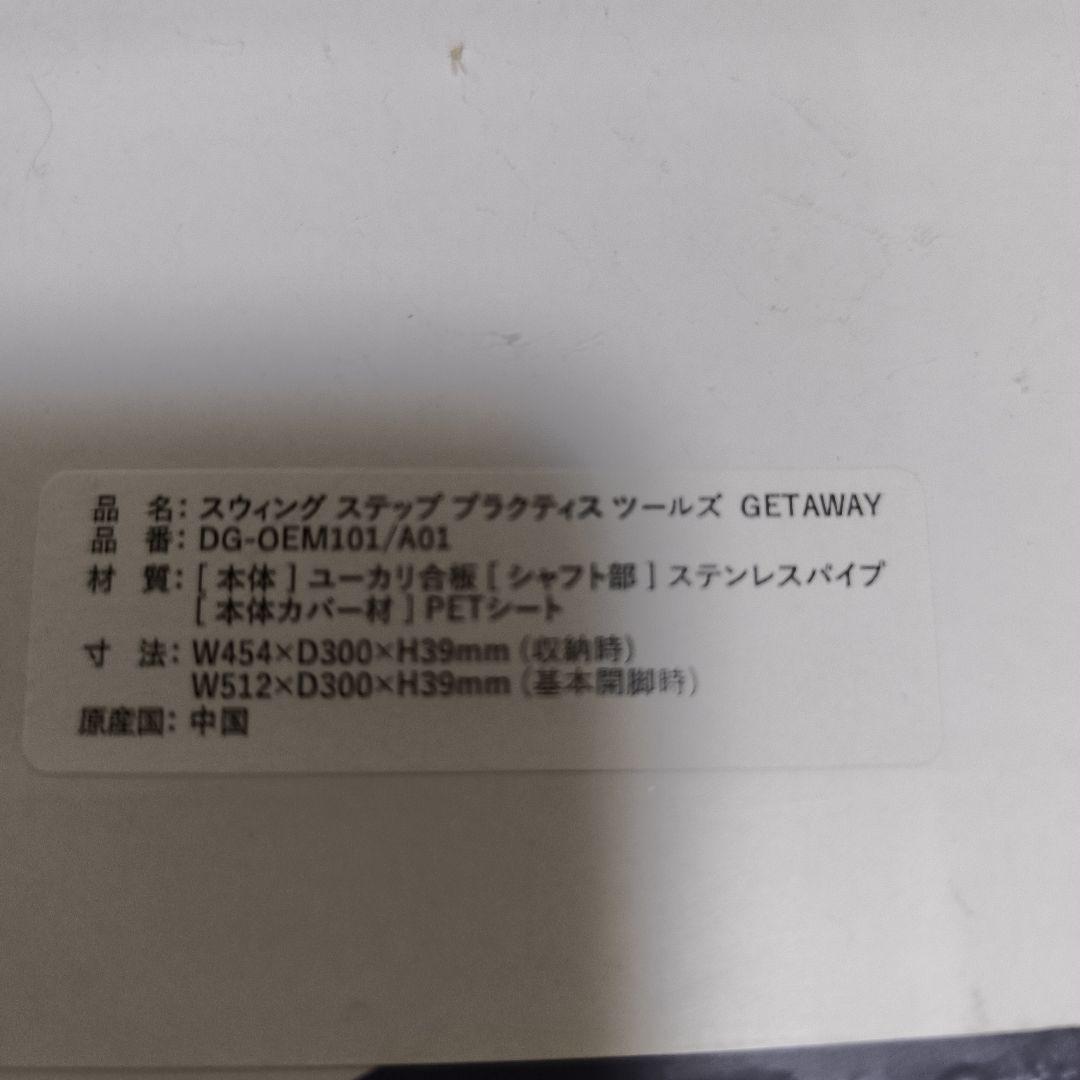 品 名：スウィング ステップ プラクティス ツールズ GETAWAY
品 番：DG-OEM101/A01
材 質：[ 本体 ] ユーカリ合板 [ シャフト部 ] ステンレスパイプ
[ 本体カバー材 ] PETシート
寸 法：W454×D300×H39mm（収納時）
W512×D300×H39mm（基本開脚時）
原産国：中国